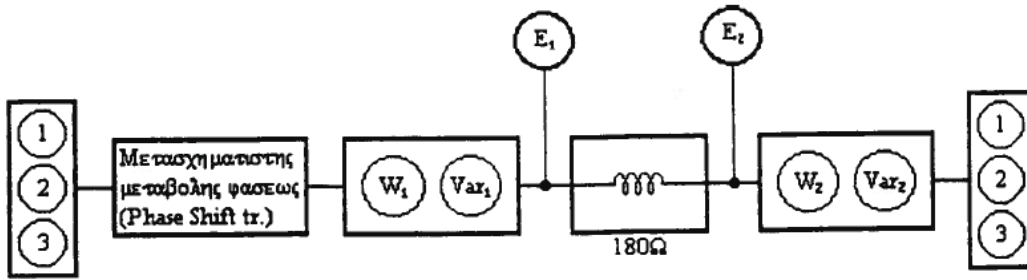 E₁
E₂
1
2
3
Μετασχηματιστης
μεταβολης φασεως
(Phase Shift tr.)
W₁ Var₁
180Ω
W₂ Var₂
1
2
3